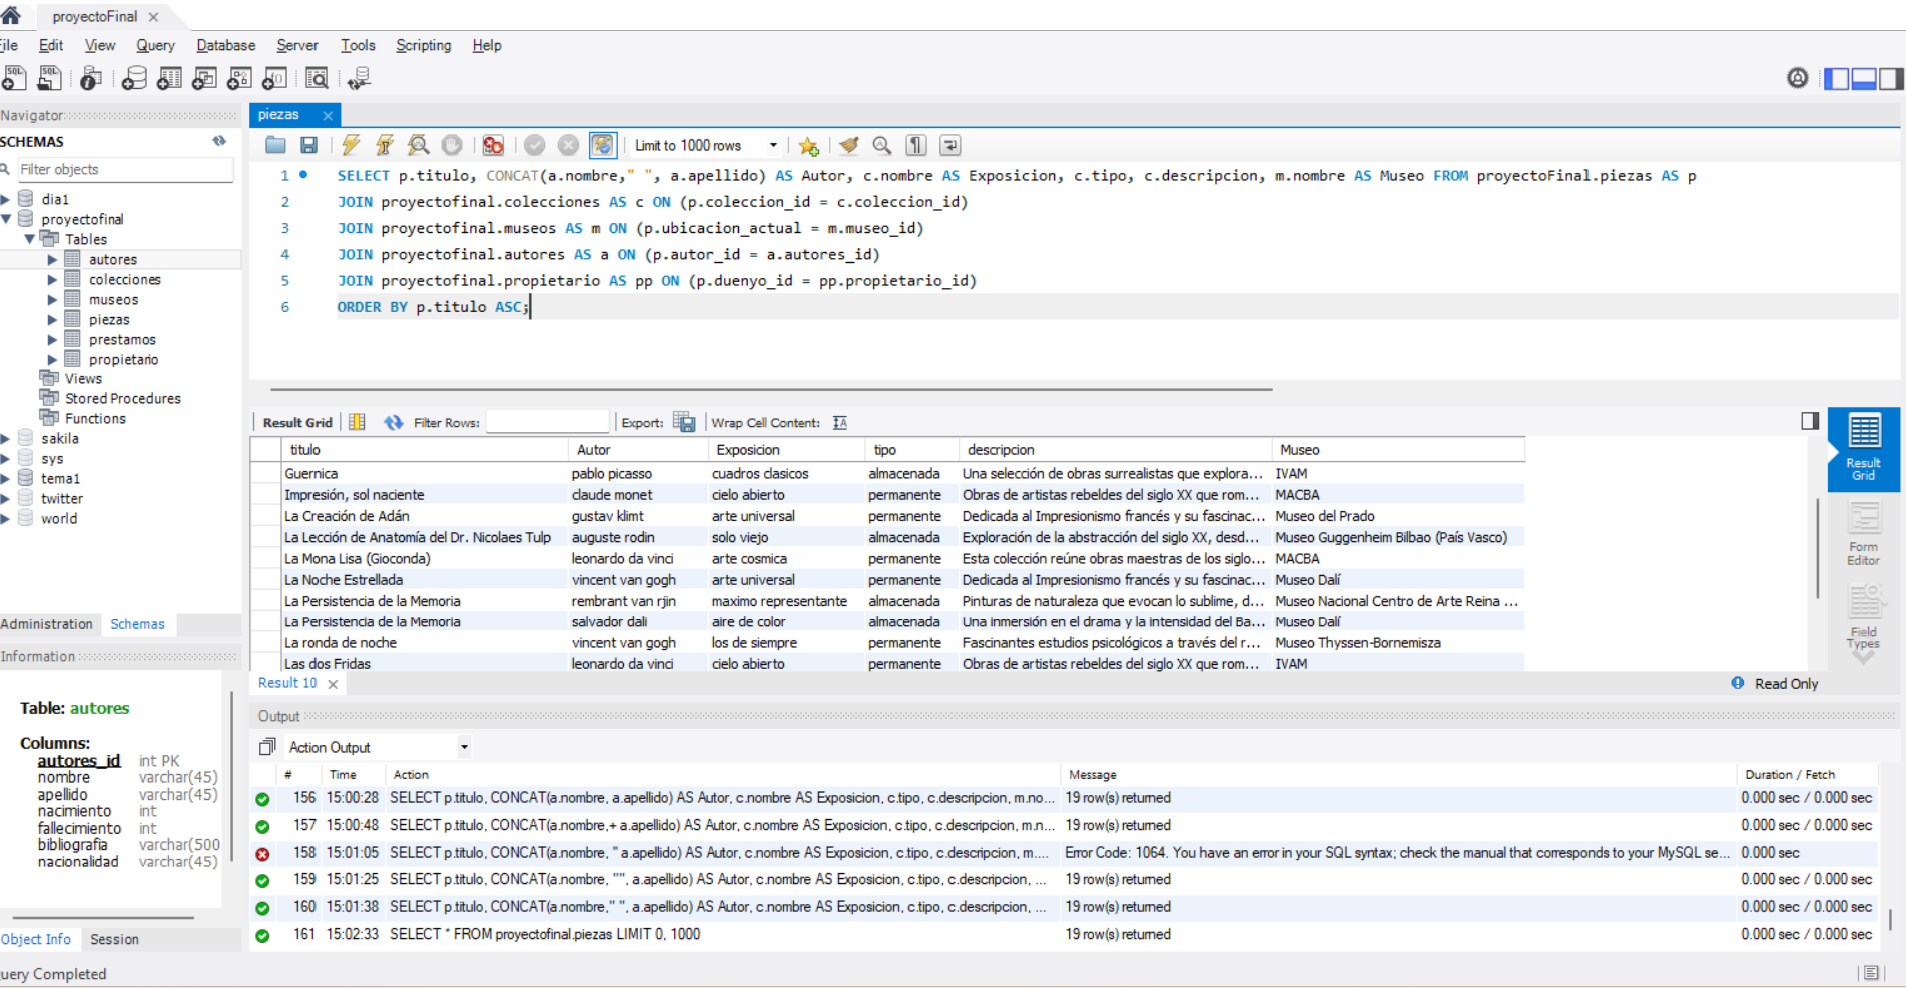 proyectoFinal
File Edit View Query Database Server Tools Scripting Help
Navigator
SCHEMAS
Filter objects
dia1
proyectofinal
Tables
autores
colecciones
museos
piezas
prestamos
propietario
Views
Stored Procedures
Functions
sakila
sys
tema1
twitter
world
Administration Schemas
Information
Table: autores
Columns:
autores_id int PK
nombre varchar(45)
apellido varchar(45)
nacimiento int
fallecimiento int
bibliografia varchar(500
nacionalidad varchar(45)
Object Info Session
uery Completed
piezas
Limit to 1000 rows
1 SELECT p.titulo, CONCAT(a.nombre," ", a.apellido) AS Autor, c.nombre AS Exposicion, c.tipo, c.descripcion, m.nombre AS Museo FROM proyectoFinal.piezas AS p
2 JOIN proyectofinal.colecciones AS c ON (p.coleccion_id = c.coleccion_id)
3 JOIN proyectofinal.museos AS m ON (p.ubicacion_actual = m.museo_id)
4 JOIN proyectofinal.autores AS a ON (p.autor_id = a.autores_id)
5 JOIN proyectofinal.propietario AS pp ON (p.duenyo_id = pp.propietario_id)
6 ORDER BY p.titulo ASC;
Result Grid Filter Rows: Export: Wrap Cell Content:
titulo Autor Exposicion tipo descripcion Museo
Guernica pablo picasso cuadros clasicos almacenada Una selección de obras surrealistas que explora... IVAM
Impresión, sol naciente claude monet cielo abierto permanente Obras de artistas rebeldes del siglo XX que rom... MACBA
La Creación de Adán gustav klimt arte universal permanente Dedicada al Impresionismo francés y su fascinac... Museo del Prado
La Lección de Anatomía del Dr. Nicolaes Tulp auguste rodin solo viejo almacenada Exploración de la abstracción del siglo XX, desd... Museo Guggenheim Bilbao (País Vasco)
La Mona Lisa (Gioconda) leonardo da vinci arte cosmica permanente Esta colección reúne obras maestras de los siglo... MACBA
La Noche Estrellada vincent van gogh arte universal permanente Dedicada al Impresionismo francés y su fascinac... Museo Dalí
La Persistencia de la Memoria rembrant van rjin maximo representante almacenada Pinturas de naturaleza que evocan lo sublime, d... Museo Nacional Centro de Arte Reina ...
La Persistencia de la Memoria salvador dali aire de color almacenada Una inmersión en el drama y la intensidad del Ba... Museo Dalí
La ronda de noche vincent van gogh los de siempre permanente Fascinantes estudios psicológicos a través del r... Museo Thyssen-Bornemisza
Las dos Fridas leonardo da vinci cielo abierto permanente Obras de artistas rebeldes del siglo XX que rom... IVAM
Result Grid
Form Editor
Field Types
Result 10
Read Only
Output
Action Output
# Time Action Message Duration / Fetch
156 15:00:28 SELECT p.titulo, CONCAT(a.nombre, a.apellido) AS Autor, c.nombre AS Exposicion, c.tipo, c.descripcion, m.no... 19 row(s) returned 0.000 sec / 0.000 sec
157 15:00:48 SELECT p.titulo, CONCAT(a.nombre,+ a.apellido) AS Autor, c.nombre AS Exposicion, c.tipo, c.descripcion, m.n... 19 row(s) returned 0.000 sec / 0.000 sec
158 15:01:05 SELECT p.titulo, CONCAT(a.nombre, " a.apellido) AS Autor, c.nombre AS Exposicion, c.tipo, c.descripcion, m.... Error Code: 1064. You have an error in your SQL syntax; check the manual that corresponds to your MySQL se... 0.000 sec
159 15:01:25 SELECT p.titulo, CONCAT(a.nombre, "", a.apellido) AS Autor, c.nombre AS Exposicion, c.tipo, c.descripcion, ... 19 row(s) returned 0.000 sec / 0.000 sec
160 15:01:38 SELECT p.titulo, CONCAT(a.nombre," ", a.apellido) AS Autor, c.nombre AS Exposicion, c.tipo, c.descripcion, ... 19 row(s) returned 0.000 sec / 0.000 sec
161 15:02:33 SELECT * FROM proyectofinal.piezas LIMIT 0, 1000 19 row(s) returned 0.000 sec / 0.000 sec